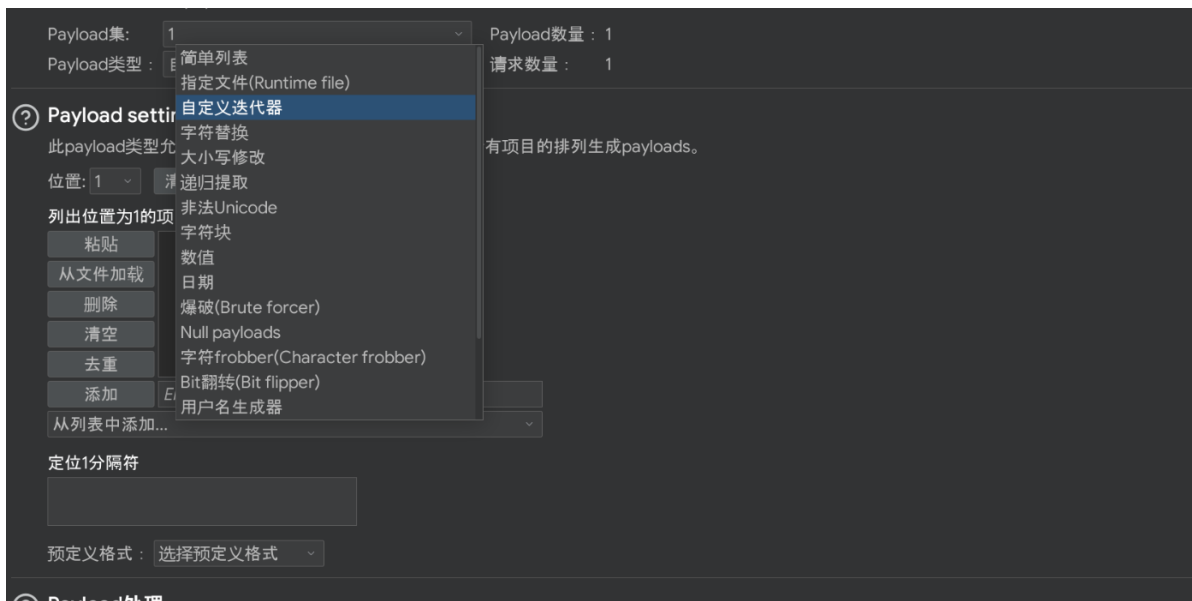 Payload集: 1 Payload数量：1
Payload类型：
请求数量： 1
简单列表
指定文件(Runtime file)
自定义迭代器
字符替换
大小写修改
递归提取
非法Unicode
字符块
数值
日期
爆破(Brute forcer)
Null payloads
字符frobber(Character frobber)
Bit翻转(Bit flipper)
用户名生成器
Payload
此payload类型允
有项目的排列生成payloads。
位置: 1
列出位置为1的项
粘贴
从文件加载
删除
清空
去重
添加
从列表中添加...
定位1分隔符
预定义格式： 选择预定义格式
Payload处理